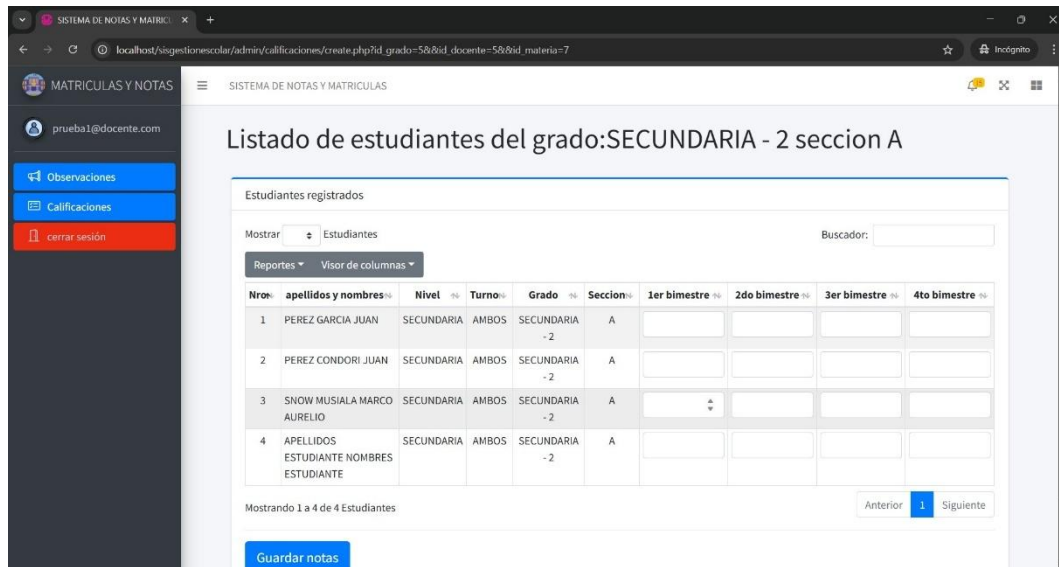 SISTEMA DE NOTAS Y MATRICU
localhost/sisgestionescolar/admin/calificaciones/create.php?id_grado=5&&id_docente=5&&id_materia=7
Incógnito
MATRICULAS Y NOTAS
SISTEMA DE NOTAS Y MATRICULAS
prueba1@docente.com
Observaciones
Calificaciones
cerrar sesión
Listado de estudiantes del grado:SECUNDARIA - 2 seccion A
Estudiantes registrados
Mostrar Estudiantes
Buscador:
Reportes Visor de columnas
Nro apellidos y nombres Nivel Turno Grado Seccion 1er bimestre 2do bimestre 3er bimestre 4to bimestre
1 PEREZ GARCIA JUAN SECUNDARIA AMBOS SECUNDARIA A
- 2
2 PEREZ CONDORI JUAN SECUNDARIA AMBOS SECUNDARIA A
- 2
3 SNOW MUSIALA MARCO SECUNDARIA AMBOS SECUNDARIA A
AURELIO - 2
4 APELLIDOS SECUNDARIA AMBOS SECUNDARIA A
ESTUDIANTE NOMBRES - 2
ESTUDIANTE
Mostrando 1 a 4 de 4 Estudiantes
Anterior 1 Siguiente
Guardar notas